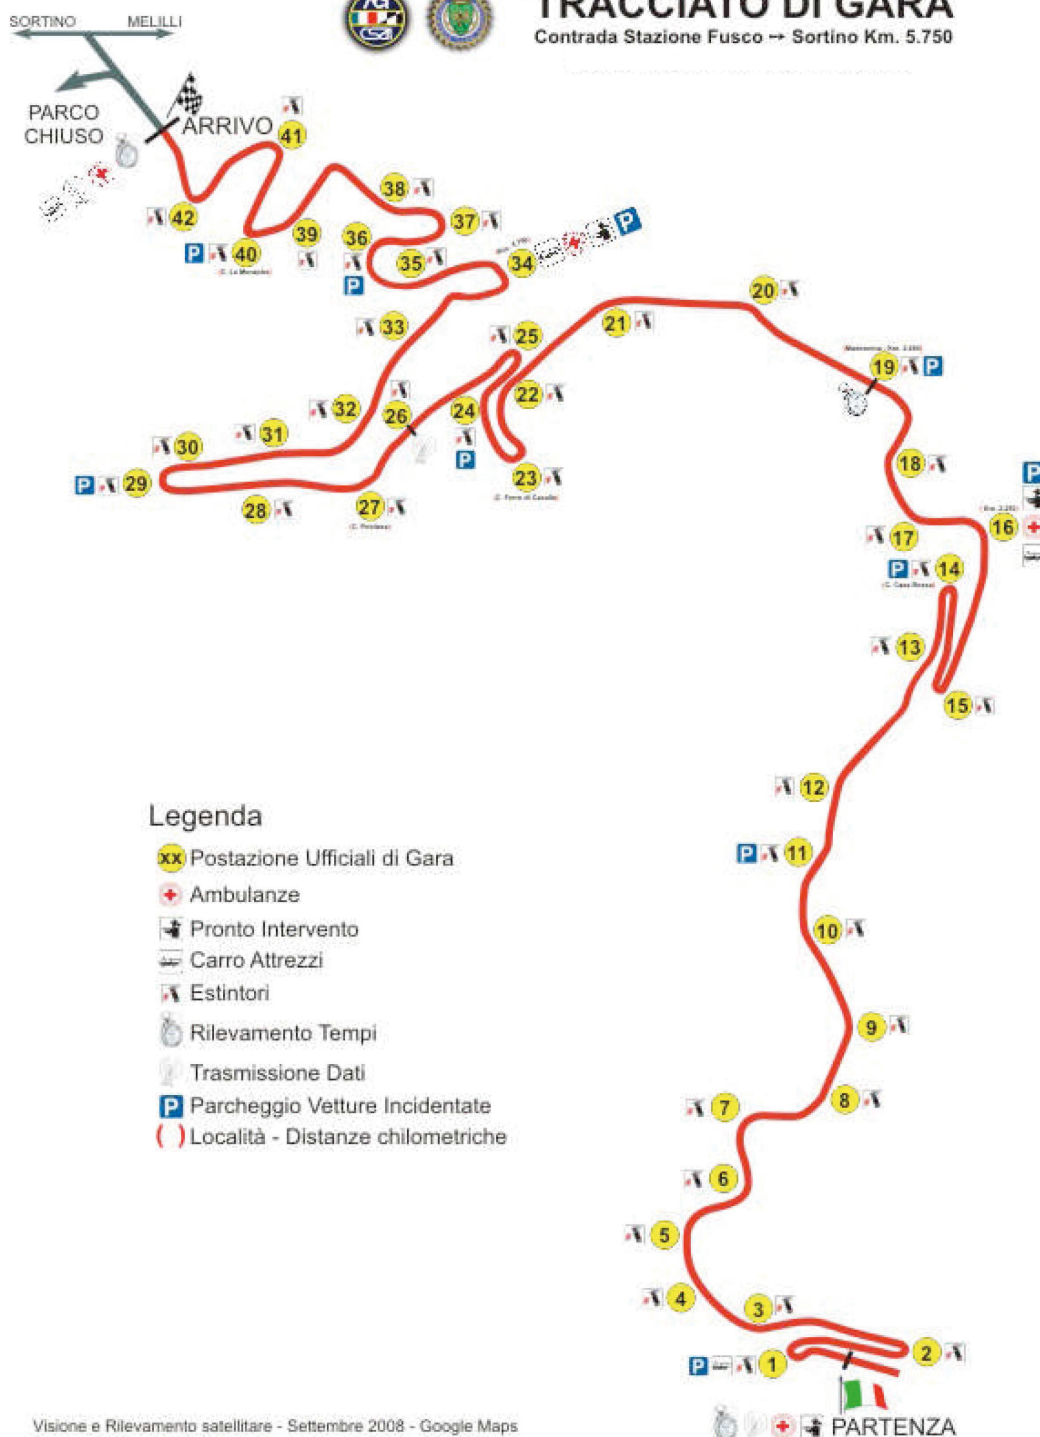 TRACCIATO DI GARA
Contrada Stazione Fusco ↔ Sortino Km. 5.750
SORTINO MELILLI
PARCO
CHIUSO
ARRIVO
41
38
42
37
39
36
40
34
35
20
33
21
25
19
P
32
22
24
26
31
30
18
P
23
P 29
16
28
27
17
P 14
13
15
12
P 11
10
9
8
7
6
5
4
3
2
P 1
PARTENZA
Legenda
XX Postazione Ufficiali di Gara
Ambulanze
Pronto Intervento
Carro Attrezzi
Estintori
Rilevamento Tempi
Trasmissione Dati
P Parcheggio Vetture Incidentate
( ) Località - Distanze chilometriche
Visione e Rilevamento satellitare - Settembre 2008 - Google Maps